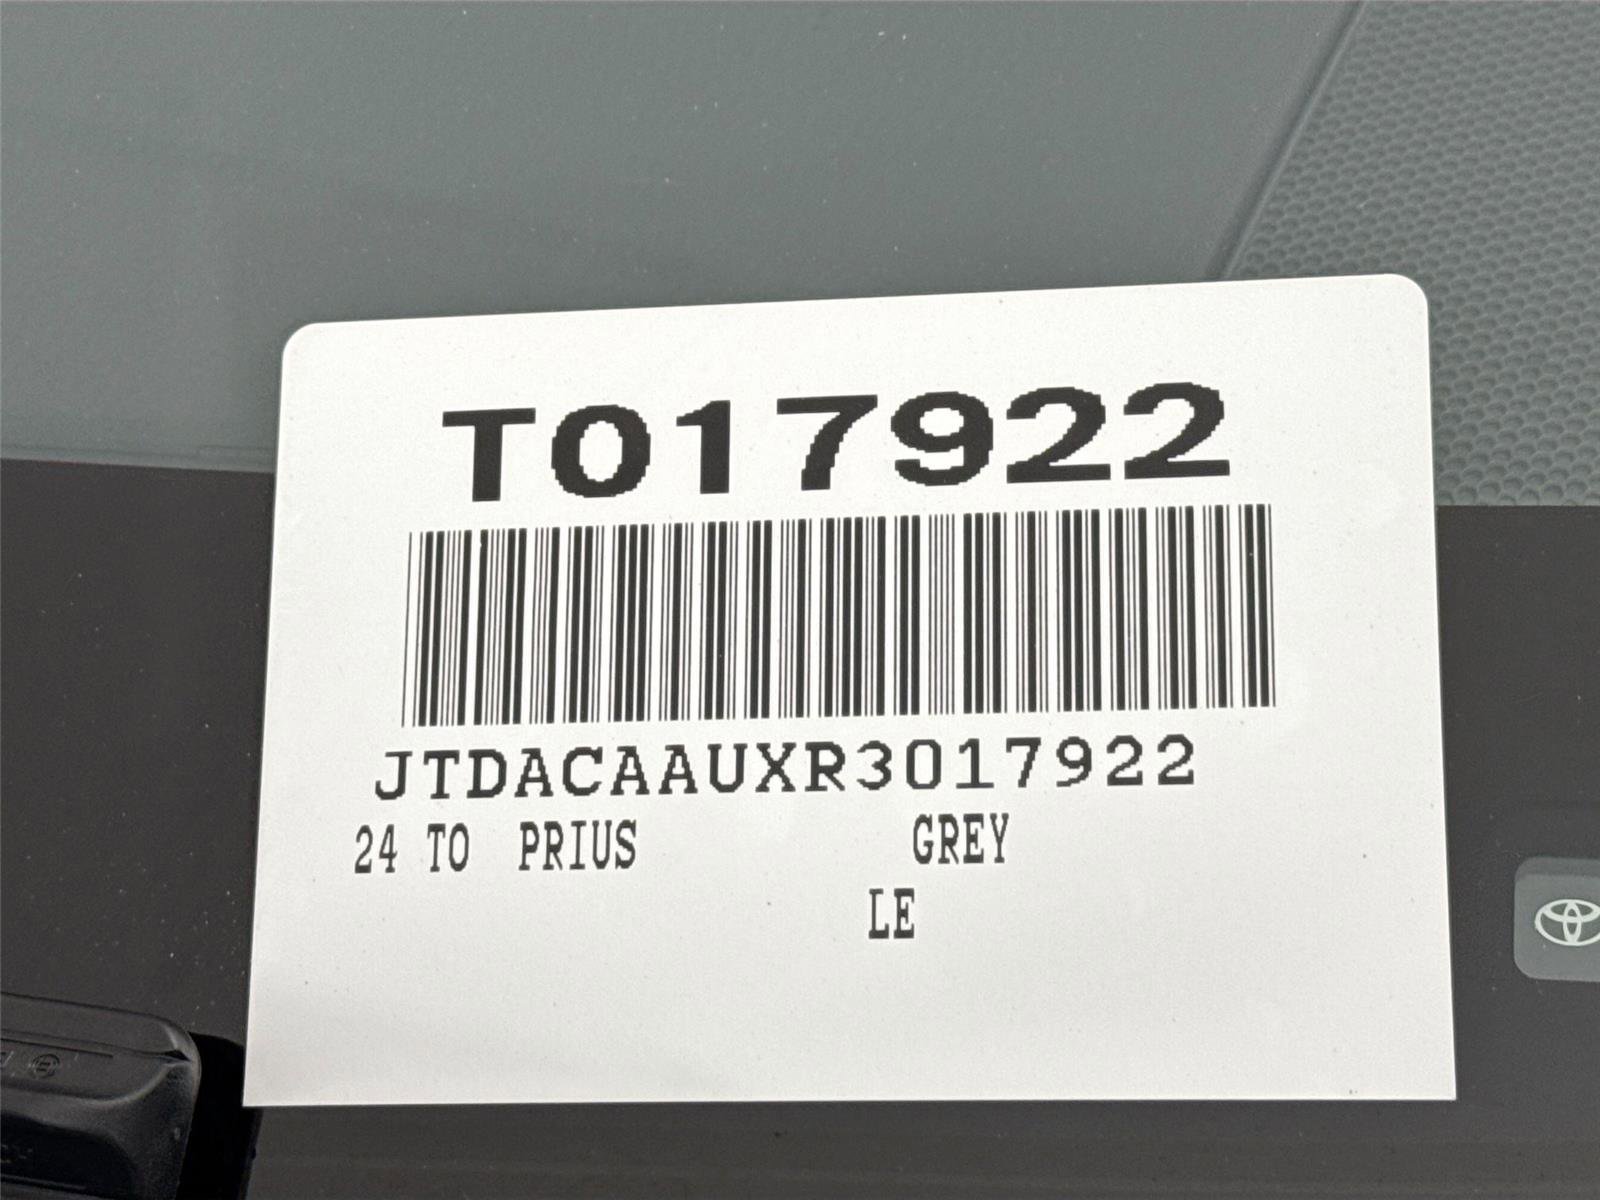 T017922
JTDACAAUXR3017922
24 TO PRIUS GREY
LE